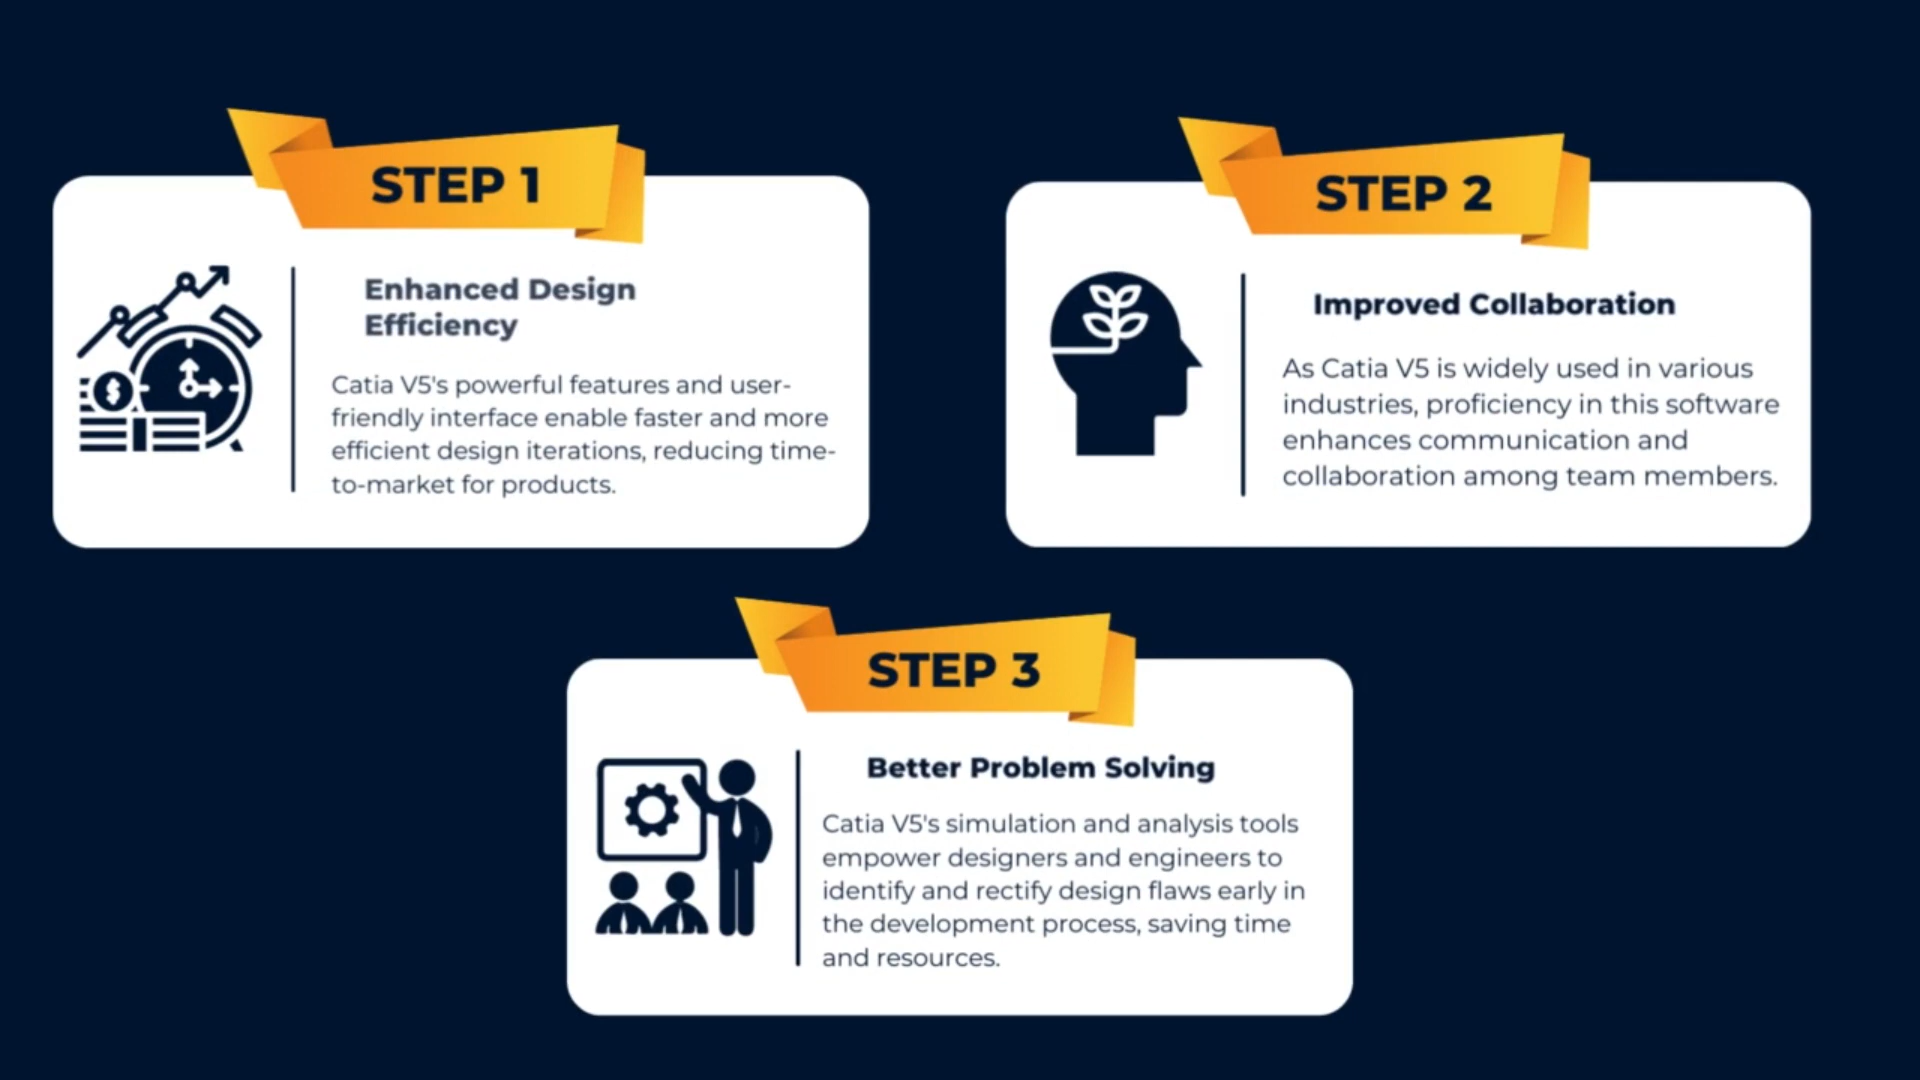 STEP 1
Enhanced Design
Efficiency
Catia V5's powerful features and user-
friendly interface enable faster and more
efficient design iterations, reducing time-
to-market for products.
STEP 2
Improved Collaboration
As Catia V5 is widely used in various
industries, proficiency in this software
enhances communication and
collaboration among team members.
STEP 3
Better Problem Solving
Catia V5's simulation and analysis tools
empower designers and engineers to
identify and rectify design flaws early in
the development process, saving time
and resources.